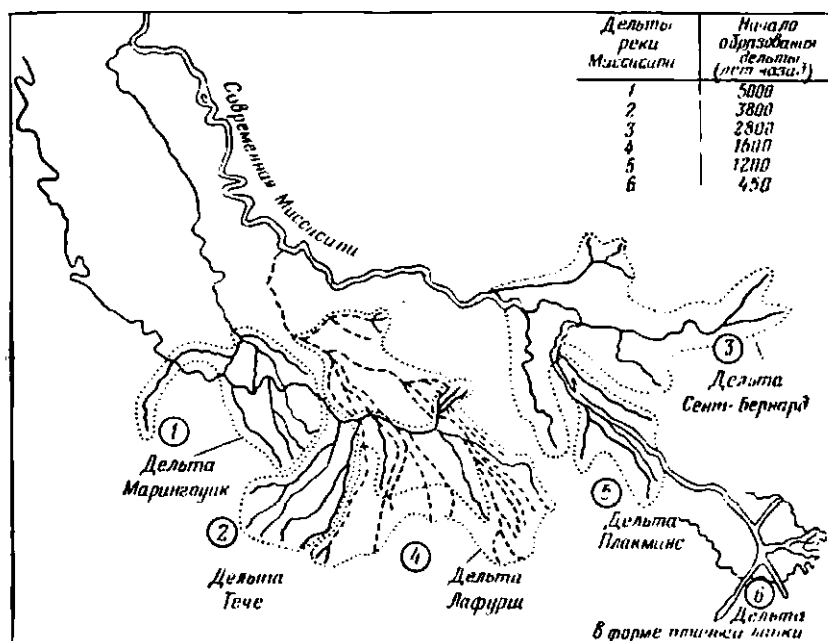 Дельты
реки
Миссисипи
Начало
образования
дельты
(лет назад)
1 5000
2 3800
3 2800
4 1600
5 1200
6 450
Современная Миссисипи
3
Дельта
Сент-Бернард
1
Дельта
Марингоуик
2
Дельта
Тече
4
Дельта
Лафурш
5
Дельта
Плакминс
6
Дельта
в форме птичьей лапки